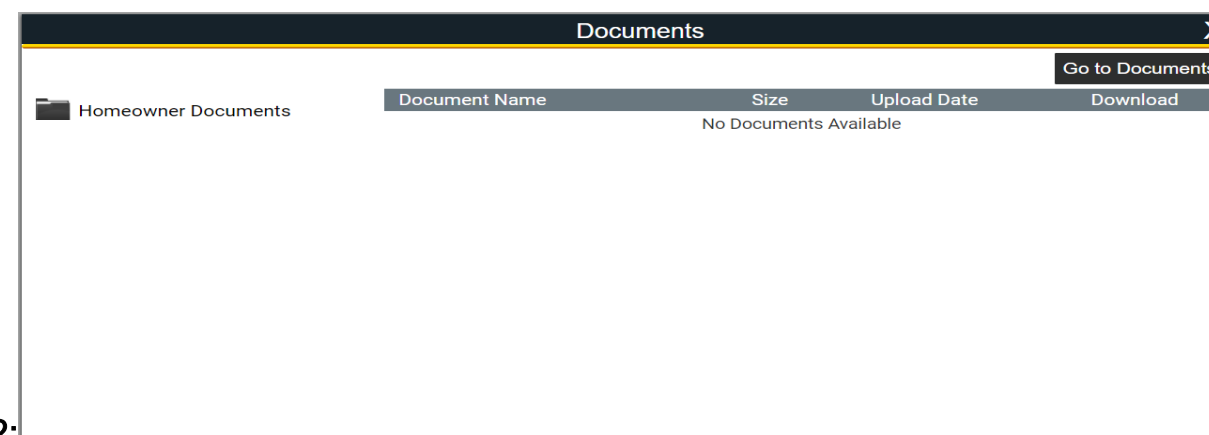 Documents
Go to Documents
Homeowner Documents
Document Name Size Upload Date Download
No Documents Available